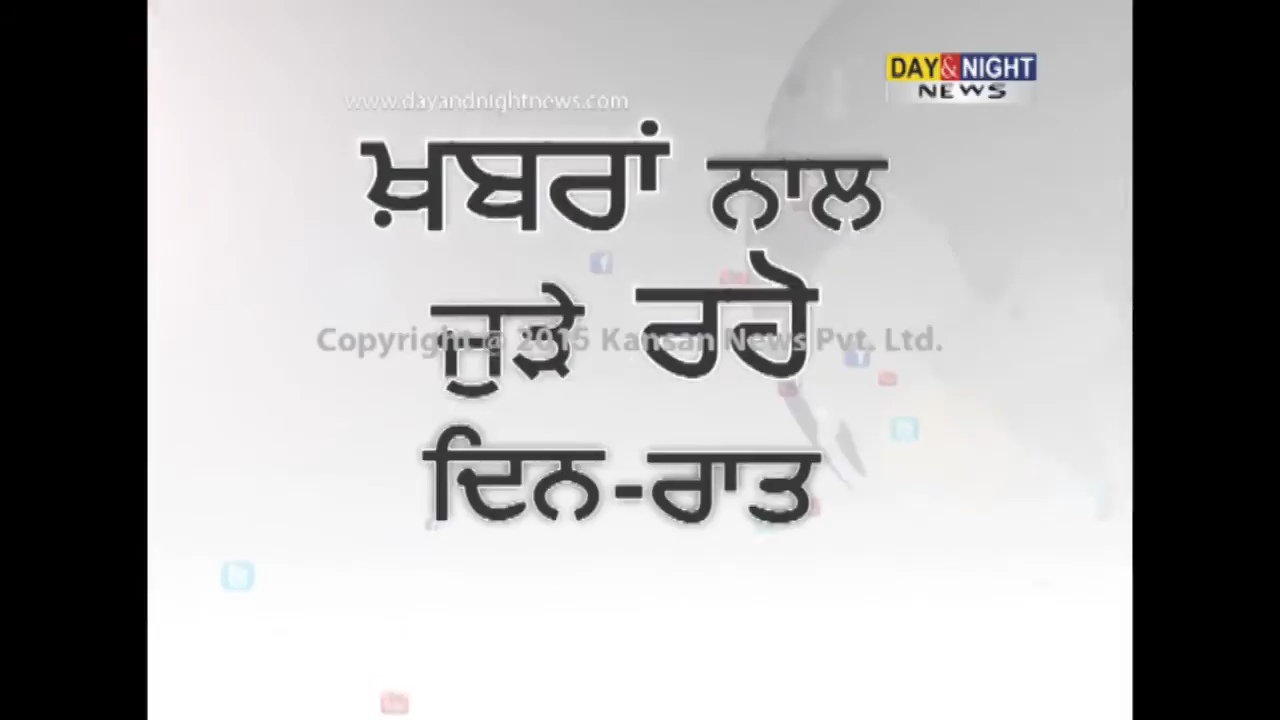 DAY & NIGHT
NEWS
www.dayandnightnews.com
ਖ਼ਬਰਾਂ ਨਾਲ
ਜੁੜੇ ਰਹੋ
Copyright @ 2015 Kansan News Pvt. Ltd.
ਦਿਨ-ਰਾਤ